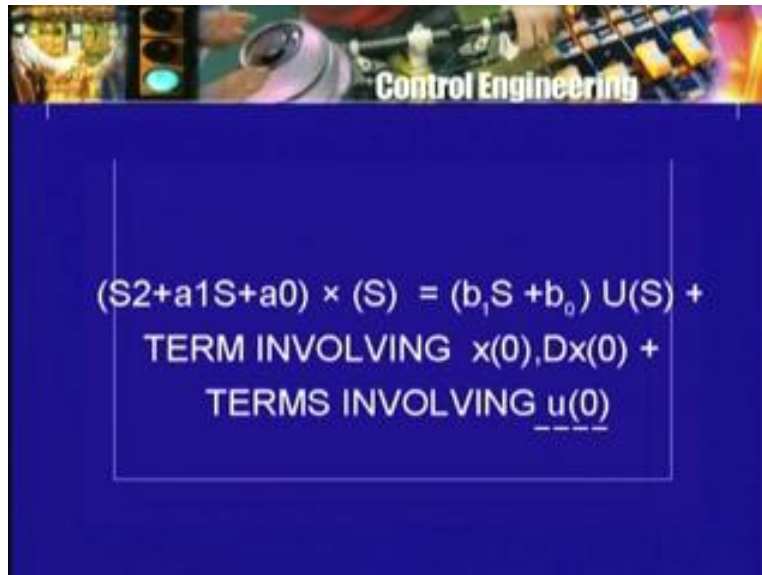 Control Engineering
(S2+a1S+a0) × (S) = (b₁S +b₀) U(S) +
TERM INVOLVING x(0),Dx(0) +
TERMS INVOLVING u(0)